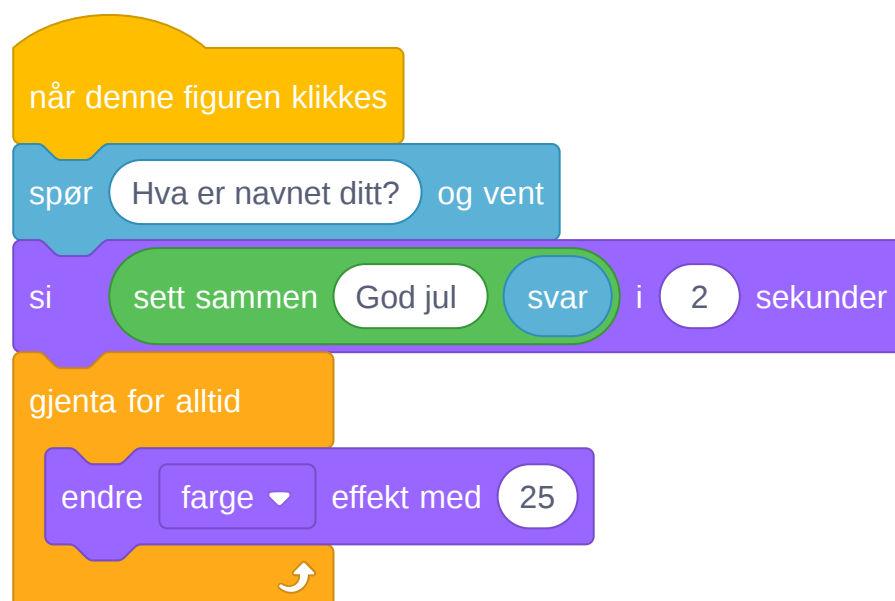 når denne figuren klikkes
spør Hva er navnet ditt? og vent
si sett sammen God jul svar i 2 sekunder
gjenta for alltid
endre farge effekt med 25